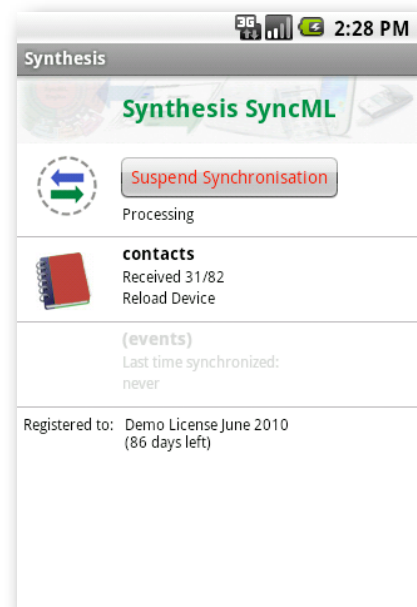 3G 2:28 PM
Synthesis
Synthesis SyncML
Suspend Synchronisation
Processing
contacts
Received 31/82
Reload Device
(events)
Last time synchronized:
never
Registered to: Demo License June 2010
(86 days left)